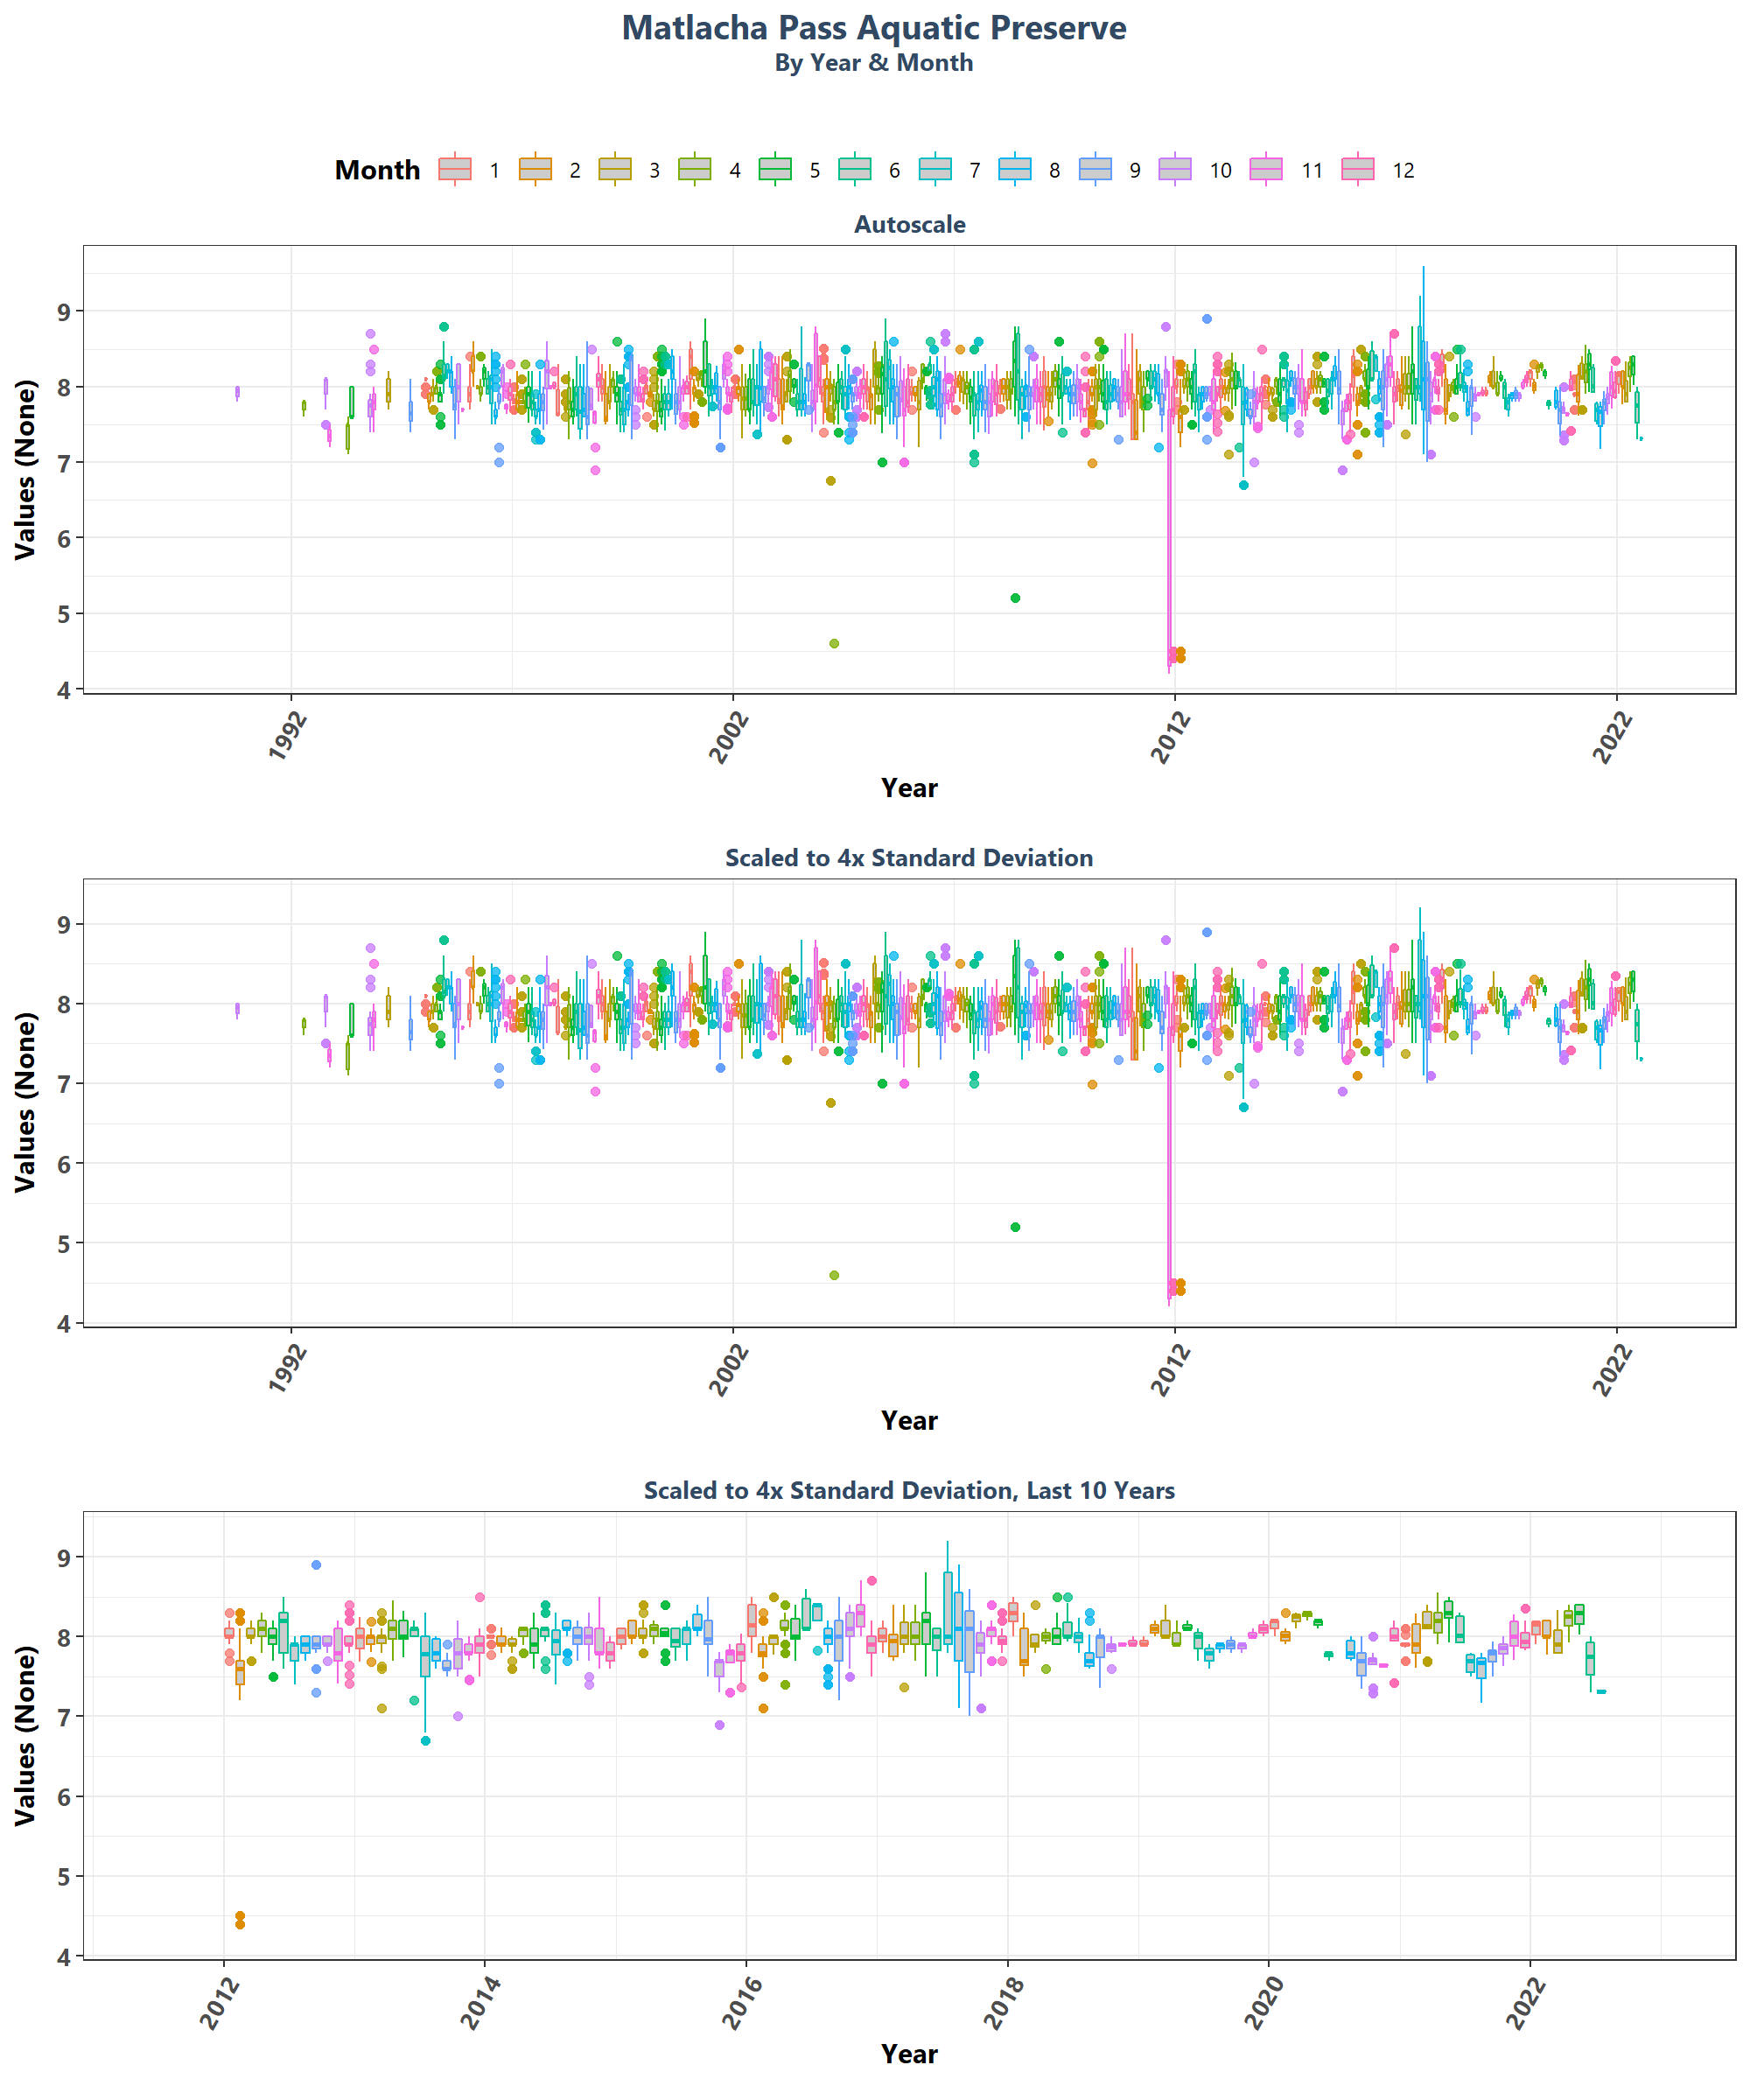 Matlacha Pass Aquatic Preserve
By Year & Month
Month 1 2 3 4 5 6 7 8 9 10 11 12
Autoscale
Values (None)
9
8
7
6
5
4
1992 2002 2012 2022
Year
Scaled to 4x Standard Deviation
Values (None)
9
8
7
6
5
4
1992 2002 2012 2022
Year
Scaled to 4x Standard Deviation, Last 10 Years
Values (None)
9
8
7
6
5
4
2012 2014 2016 2018 2020 2022
Year